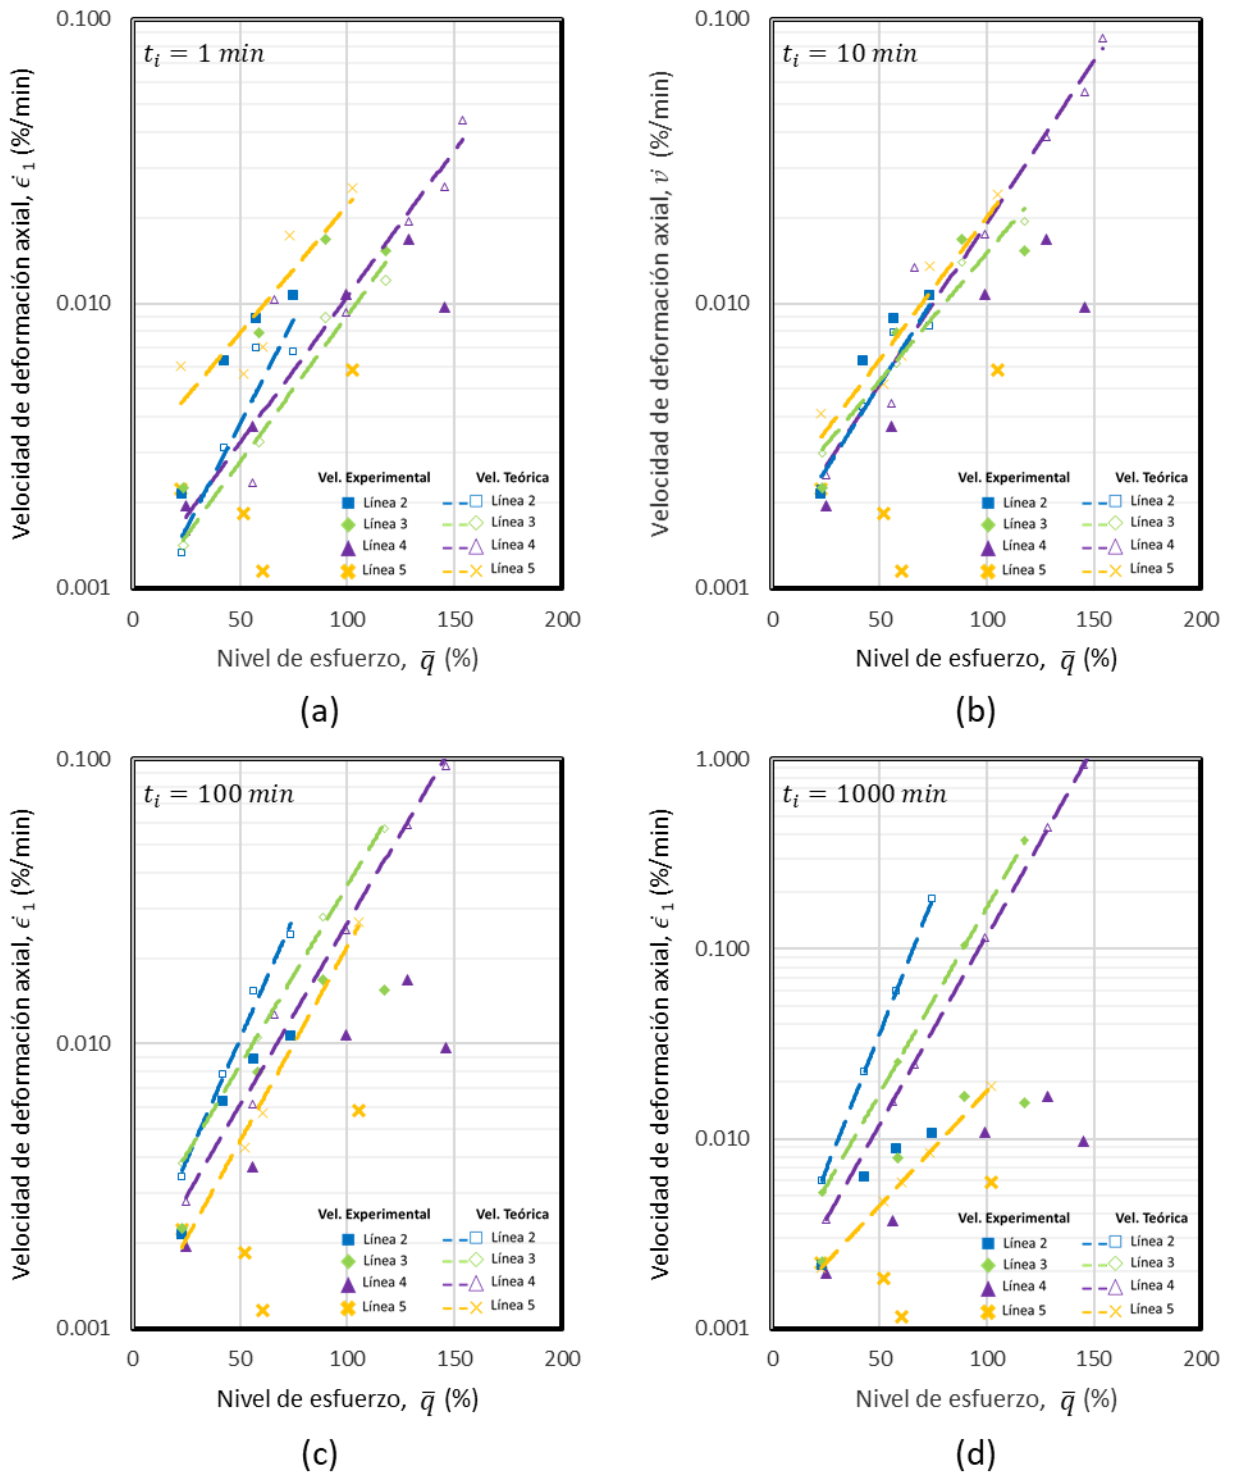 0.100
t_i = 1 min
0.010
0.001
Velocidad de deformación axial, ϵ̇ 1 (%/min)
Vel. Experimental Vel. Teórica
Línea 2 Línea 2
Línea 3 Línea 3
Línea 4 Línea 4
Línea 5 Línea 5
0 50 100 150 200
Nivel de esfuerzo, q̅ (%)
(a)
0.100
t_i = 10 min
0.010
0.001
Velocidad de deformación axial, v̇ (%/min)
Vel. Experimental Vel. Teórica
Línea 2 Línea 2
Línea 3 Línea 3
Línea 4 Línea 4
Línea 5 Línea 5
0 50 100 150 200
Nivel de esfuerzo, q̅ (%)
(b)
0.100
t_i = 100 min
0.010
0.001
Velocidad de deformación axial, ϵ̇ 1 (%/min)
Vel. Experimental Vel. Teórica
Línea 2 Línea 2
Línea 3 Línea 3
Línea 4 Línea 4
Línea 5 Línea 5
0 50 100 150 200
Nivel de esfuerzo, q̅ (%)
(c)
1.000
t_i = 1000 min
0.100
0.010
0.001
Velocidad de deformación axial, ϵ̇ 1 (%/min)
Vel. Experimental Vel. Teórica
Línea 2 Línea 2
Línea 3 Línea 3
Línea 4 Línea 4
Línea 5 Línea 5
0 50 100 150 200
Nivel de esfuerzo, q̅ (%)
(d)